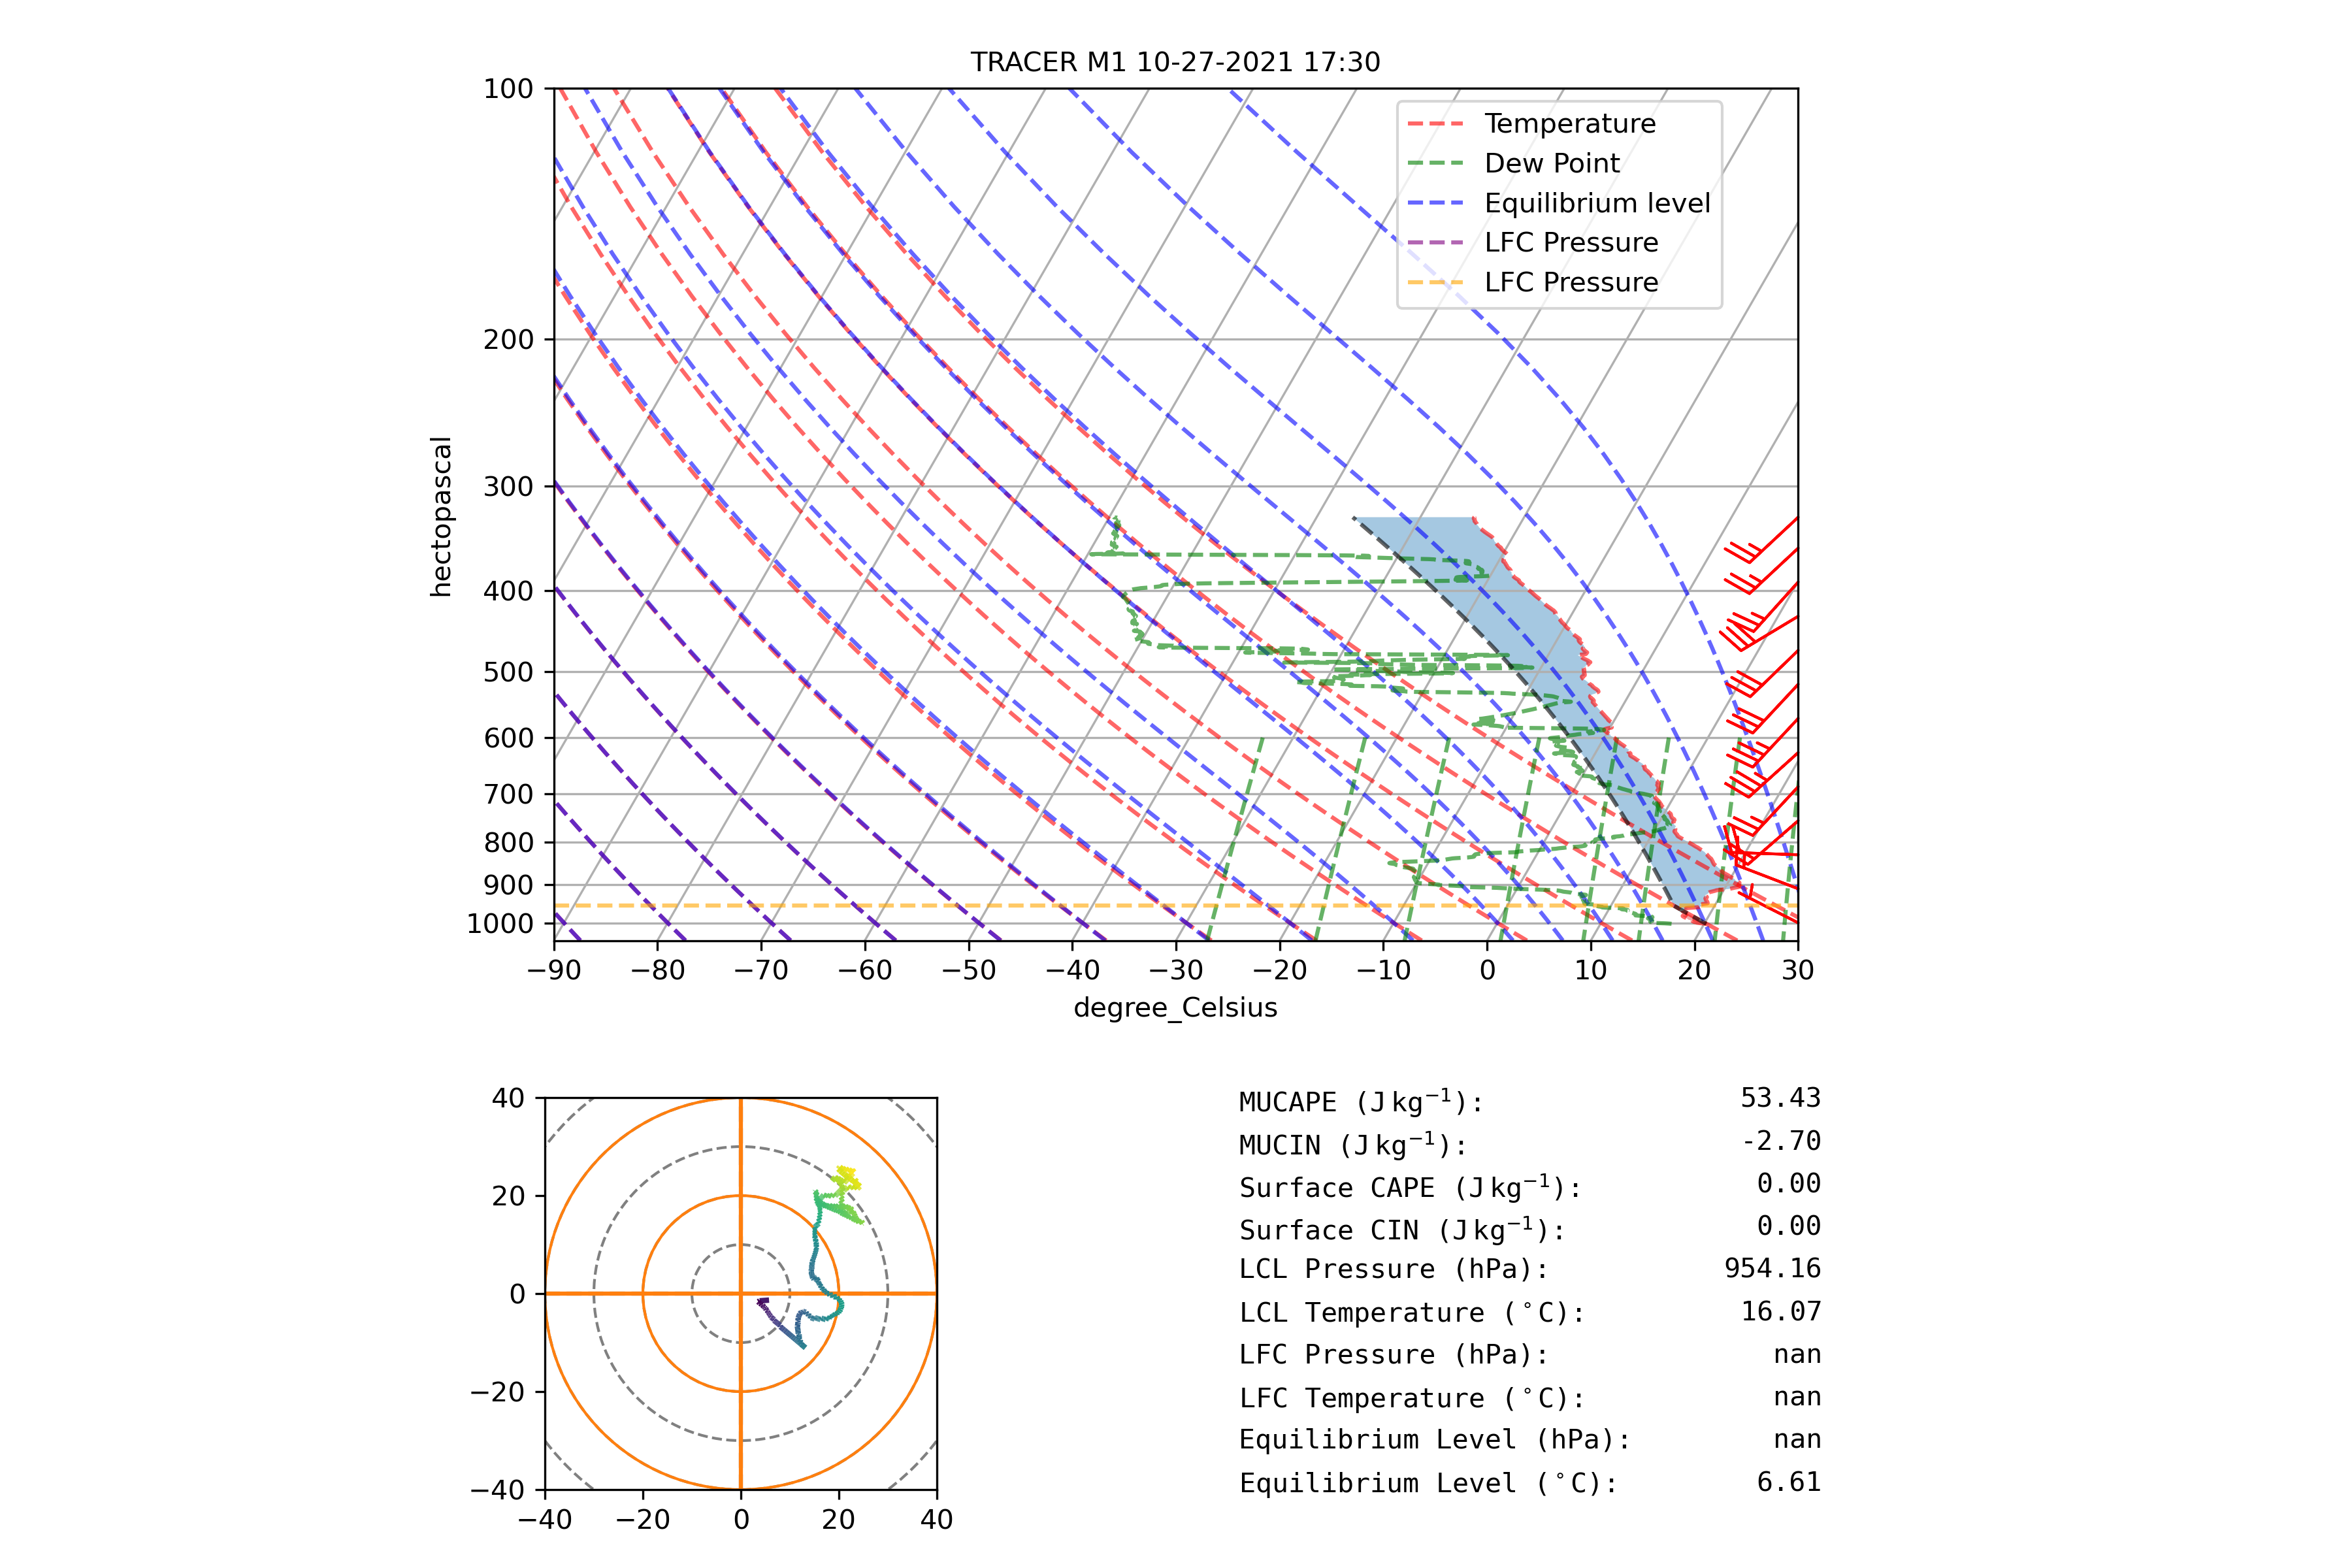 TRACER M1 10-27-2021 17:30
100
200
300
400
500
600
700
800
900
1000
hectopascal
Temperature
Dew Point
Equilibrium level
LFC Pressure
LFC Pressure
−90 −80 −70 −60 −50 −40 −30 −20 −10 0 10 20 30
degree_Celsius
40
20
0
−20
−40
−40 −20 0 20 40
MUCAPE (J kg⁻¹): 53.43
MUCIN (J kg⁻¹): -2.70
Surface CAPE (J kg⁻¹): 0.00
Surface CIN (J kg⁻¹): 0.00
LCL Pressure (hPa): 954.16
LCL Temperature (°C): 16.07
LFC Pressure (hPa): nan
LFC Temperature (°C): nan
Equilibrium Level (hPa): nan
Equilibrium Level (°C): 6.61